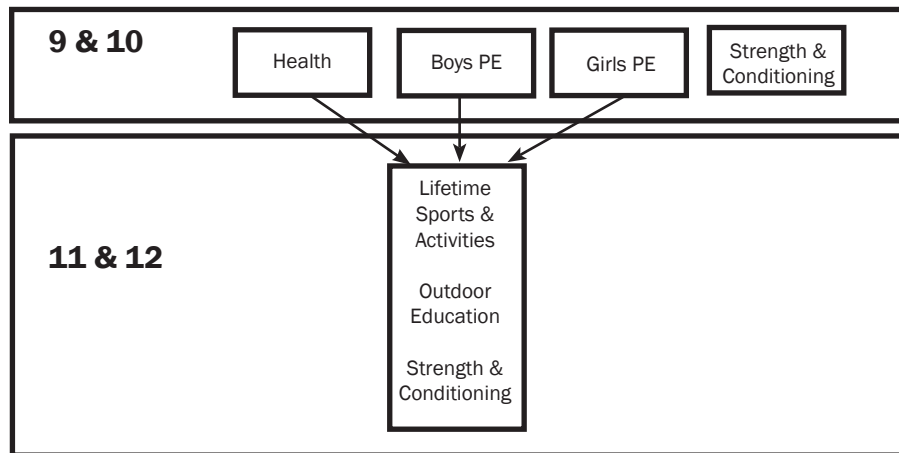 9 & 10
Health
Boys PE
Girls PE
Strength &
Conditioning
11 & 12
Lifetime
Sports &
Activities
Outdoor
Education
Strength &
Conditioning